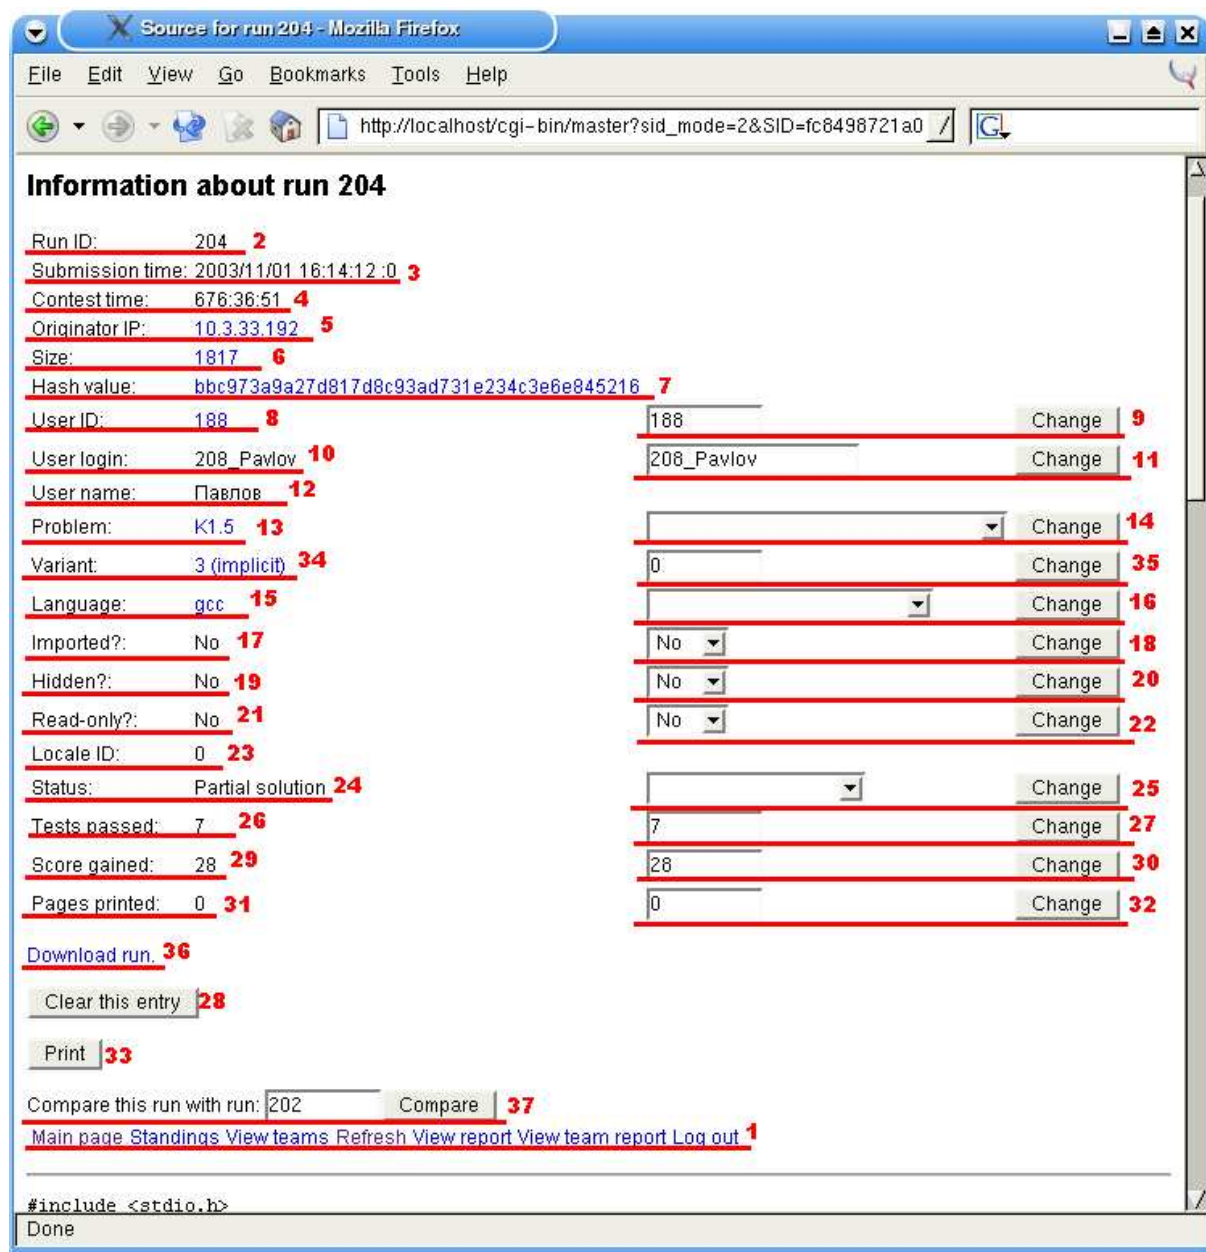 Source for run 204 - Mozilla Firefox
File Edit View Go Bookmarks Tools Help
http://localhost/cgi-bin/master?sid_mode=2&SID=fc8498721a0 G
Information about run 204
Run ID: 204 2
Submission time: 2003/11/01 16:14:12 :0 3
Contest time: 676:36:51 4
Originator IP: 10.3.33.192 5
Size: 1817 6
Hash value: bbc973a9a27d817d8c93ad731e234c3e6e845216 7
User ID: 188 8 188 Change 9
User login: 208_Pavlov 10 208_Pavlov Change 11
User name: Павлов 12
Problem: K1.5 13 Change 14
Variant: 3 (implicit) 34 0 Change 35
Language: gcc 15 Change 16
Imported?: No 17 No Change 18
Hidden?: No 19 No Change 20
Read-only?: No 21 No Change 22
Locale ID: 0 23
Status: Partial solution 24 Change 25
Tests passed: 7 26 7 Change 27
Score gained: 28 29 28 Change 30
Pages printed: 0 31 0 Change 32
Download run. 36
Clear this entry 28
Print 33
Compare this run with run: 202 Compare 37
Main page Standings View teams Refresh View report View team report Log out 1
#include <stdio.h>
Done